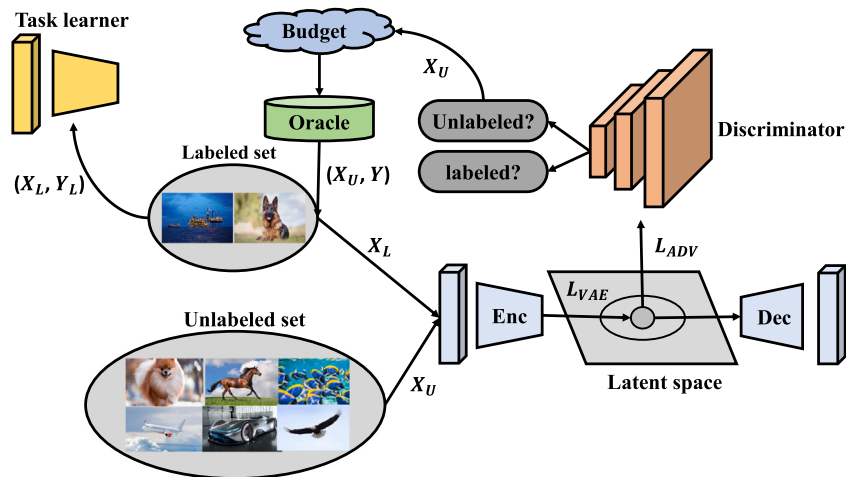 Task learner
Budget
X_U
Unlabeled?
Oracle
Discriminator
Labeled set
labeled?
(X_L, Y_L)
(X_U, Y)
X_L
L_ADV
L_VAE
Enc
Dec
Unlabeled set
X_U
Latent space